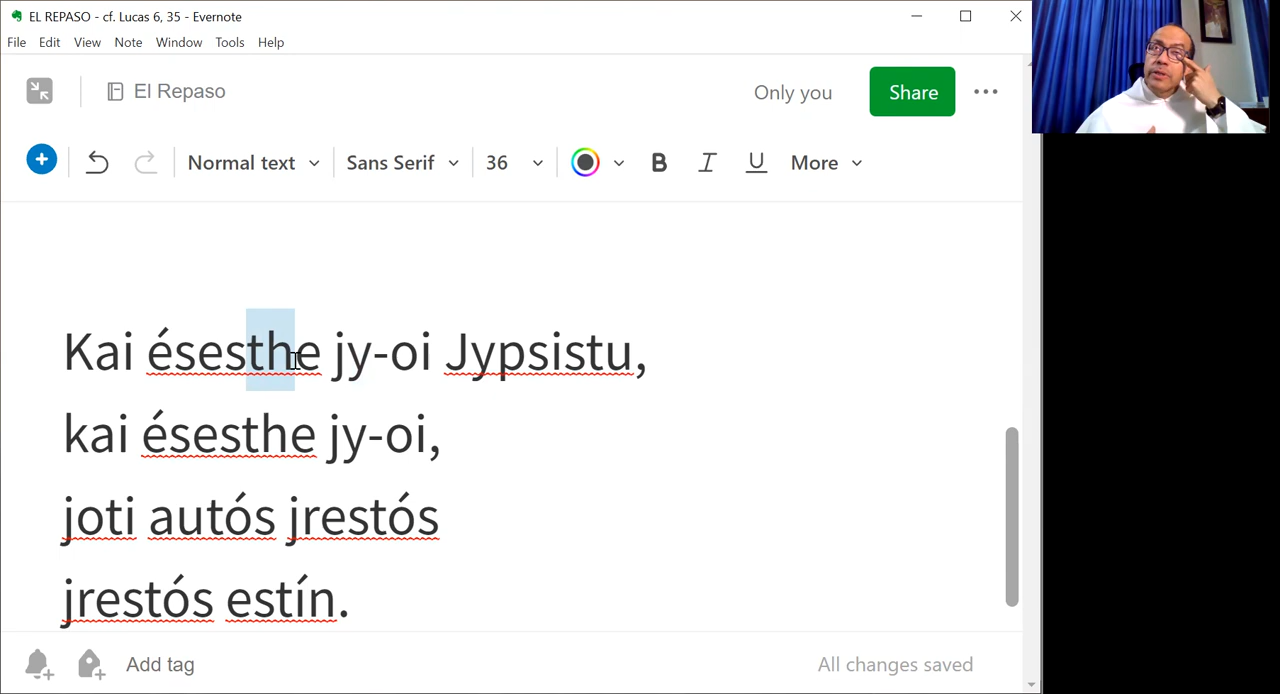 EL REPASO - cf. Lucas 6, 35 - Evernote
File Edit View Note Window Tools Help
El Repaso
Only you
Share
Normal text
Sans Serif
36
B I U More
Kai ésesthe jy-oi Jypsistu,
kai ésesthe jy-oi,
joti autós jrestós
jrestós estín.
Add tag
All changes saved